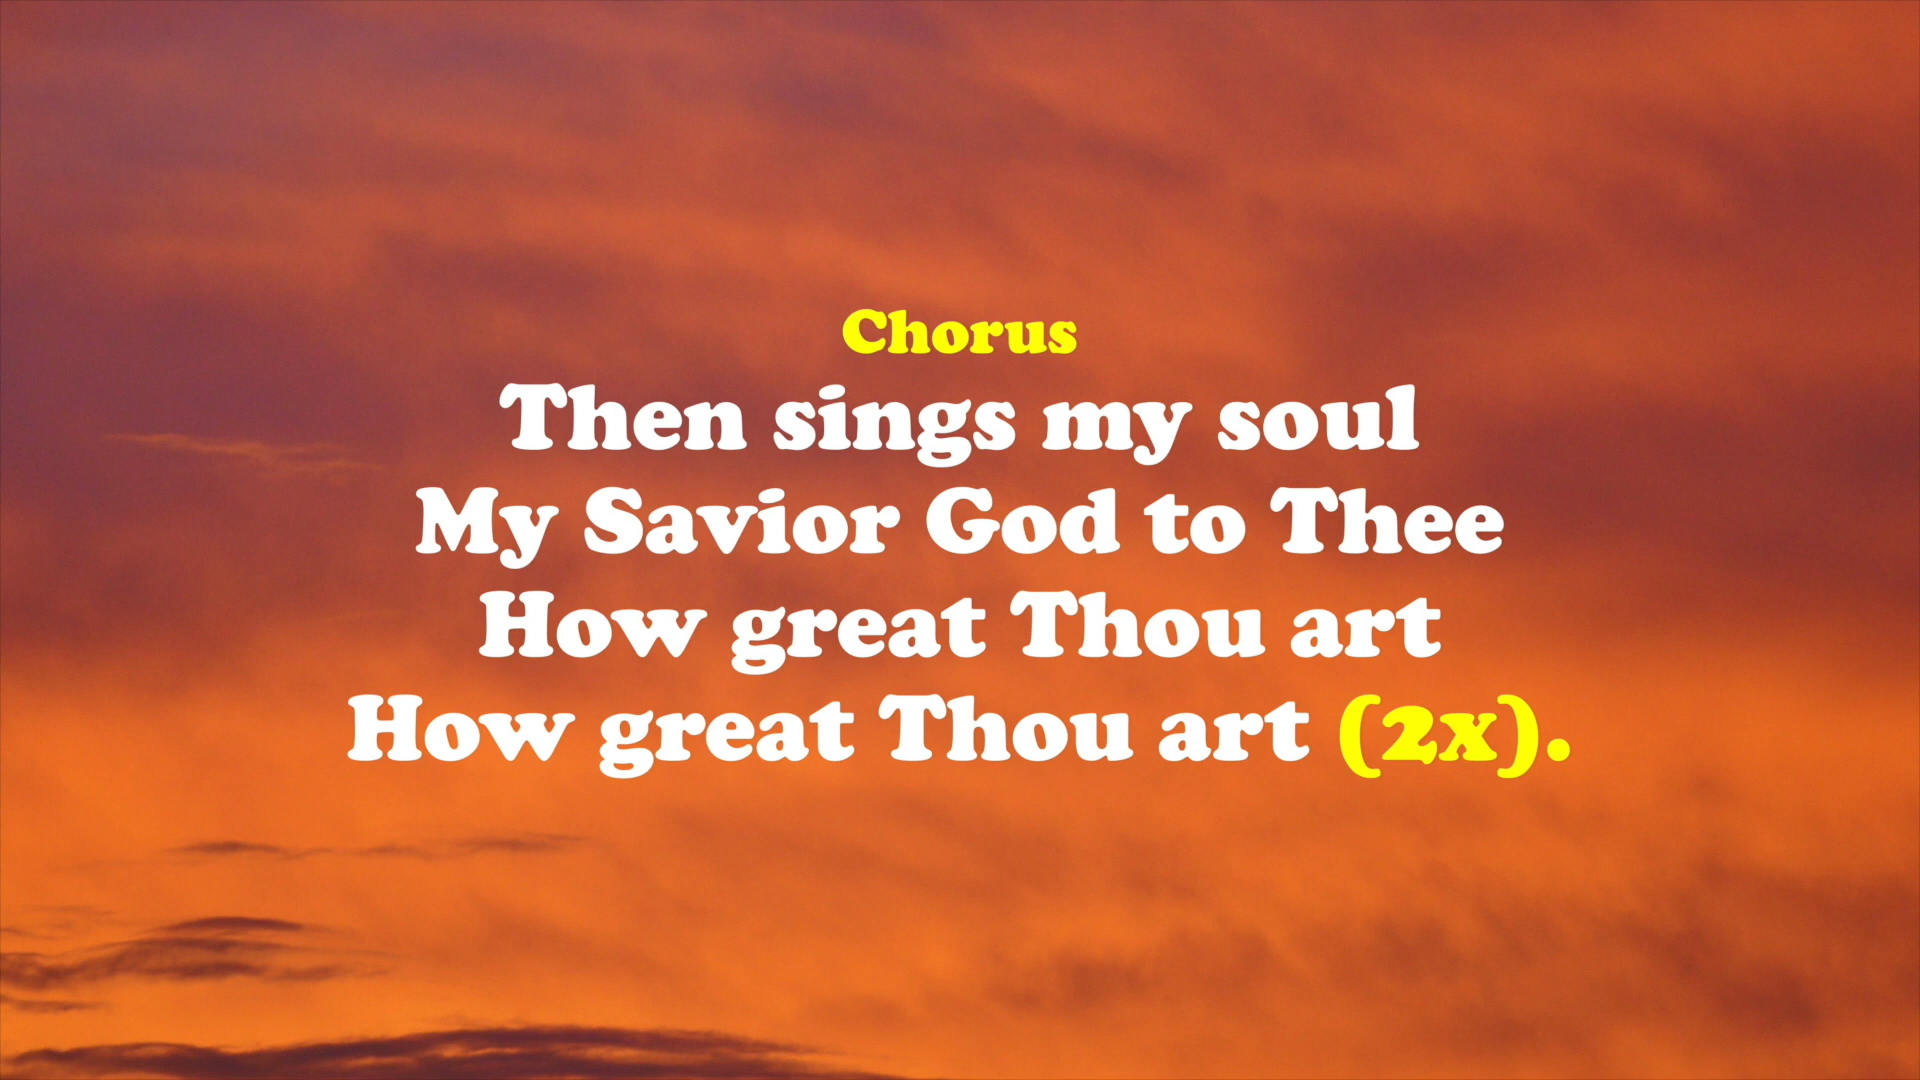 Chorus
Then sings my soul
My Savior God to Thee
How great Thou art
How great Thou art (2x).